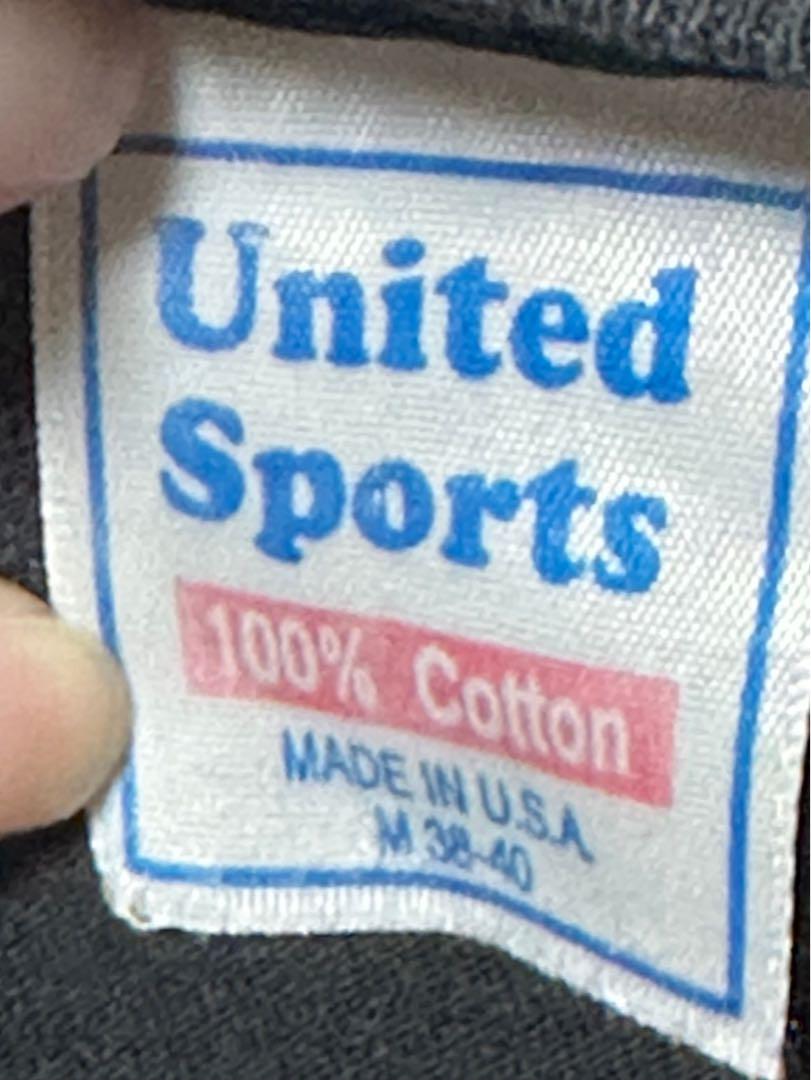 United
Sports
100% Cotton
MADE IN U.S.A.
M 38-40